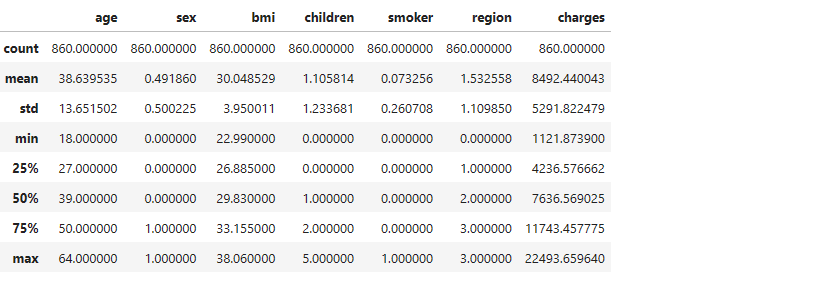 age sex bmi children smoker region charges
count 860.000000 860.000000 860.000000 860.000000 860.000000 860.000000 860.000000
mean 38.639535 0.491860 30.048529 1.105814 0.073256 1.532558 8492.440043
std 13.651502 0.500225 3.950011 1.233681 0.260708 1.109850 5291.822479
min 18.000000 0.000000 22.990000 0.000000 0.000000 0.000000 1121.873900
25% 27.000000 0.000000 26.885000 0.000000 0.000000 1.000000 4236.576662
50% 39.000000 0.000000 29.830000 1.000000 0.000000 2.000000 7636.569025
75% 50.000000 1.000000 33.155000 2.000000 0.000000 3.000000 11743.457775
max 64.000000 1.000000 38.060000 5.000000 1.000000 3.000000 22493.659640